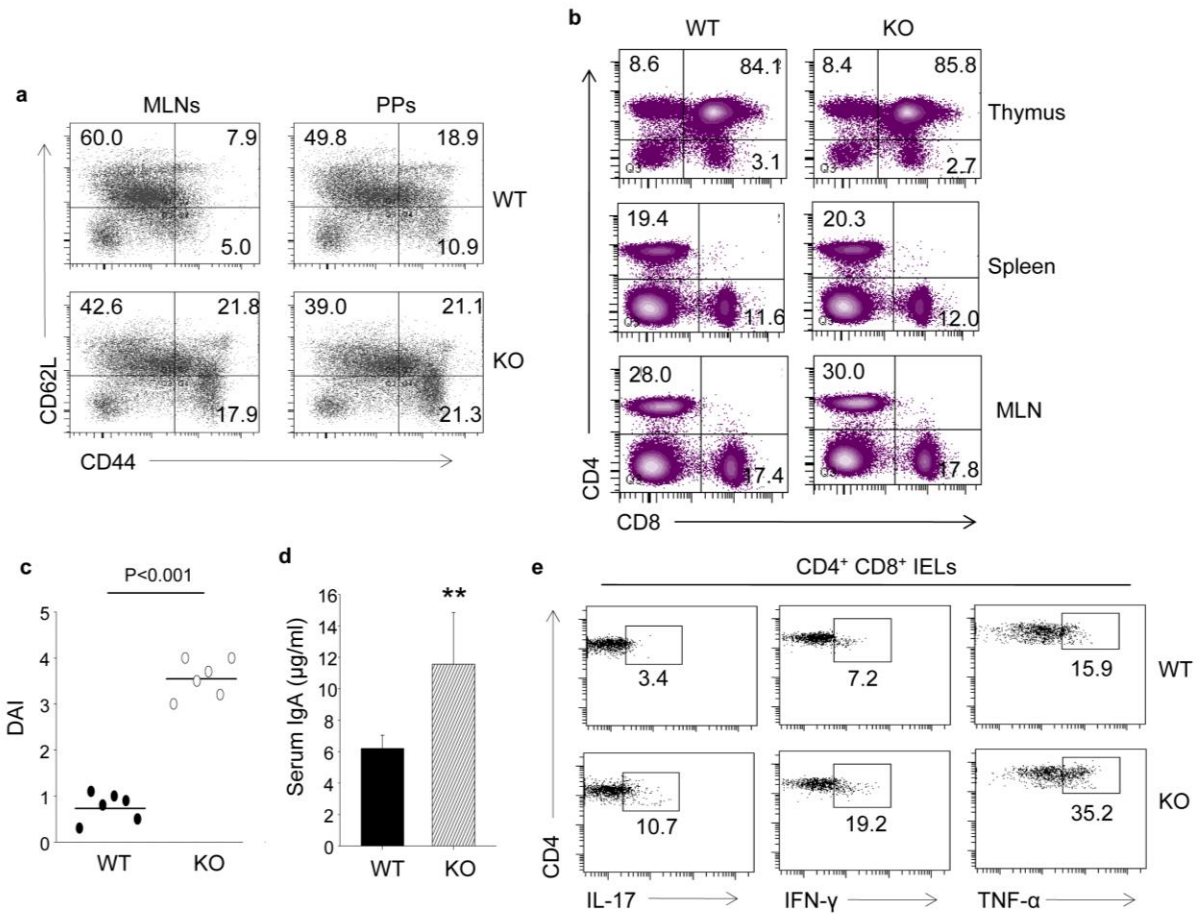 a
MLNs PPs
60.0 7.9 49.8 18.9
WT
5.0 10.9
42.6 21.8 39.0 21.1
KO
17.9 21.3
CD62L
CD44
b
WT KO
8.6 84.1 8.4 85.8
Thymus
3.1 2.7
19.4 20.3
Spleen
11.6 12.0
28.0 30.0
MLN
17.4 17.8
CD4
CD8
c
P<0.001
5
4
3
2
1
0
DAI
WT KO
d
**
16
14
12
10
8
6
4
2
0
Serum IgA (µg/ml)
WT KO
e
CD4⁺ CD8⁺ IELs
3.4 7.2 15.9
WT
10.7 19.2 35.2
KO
CD4
IL-17 IFN-γ TNF-α